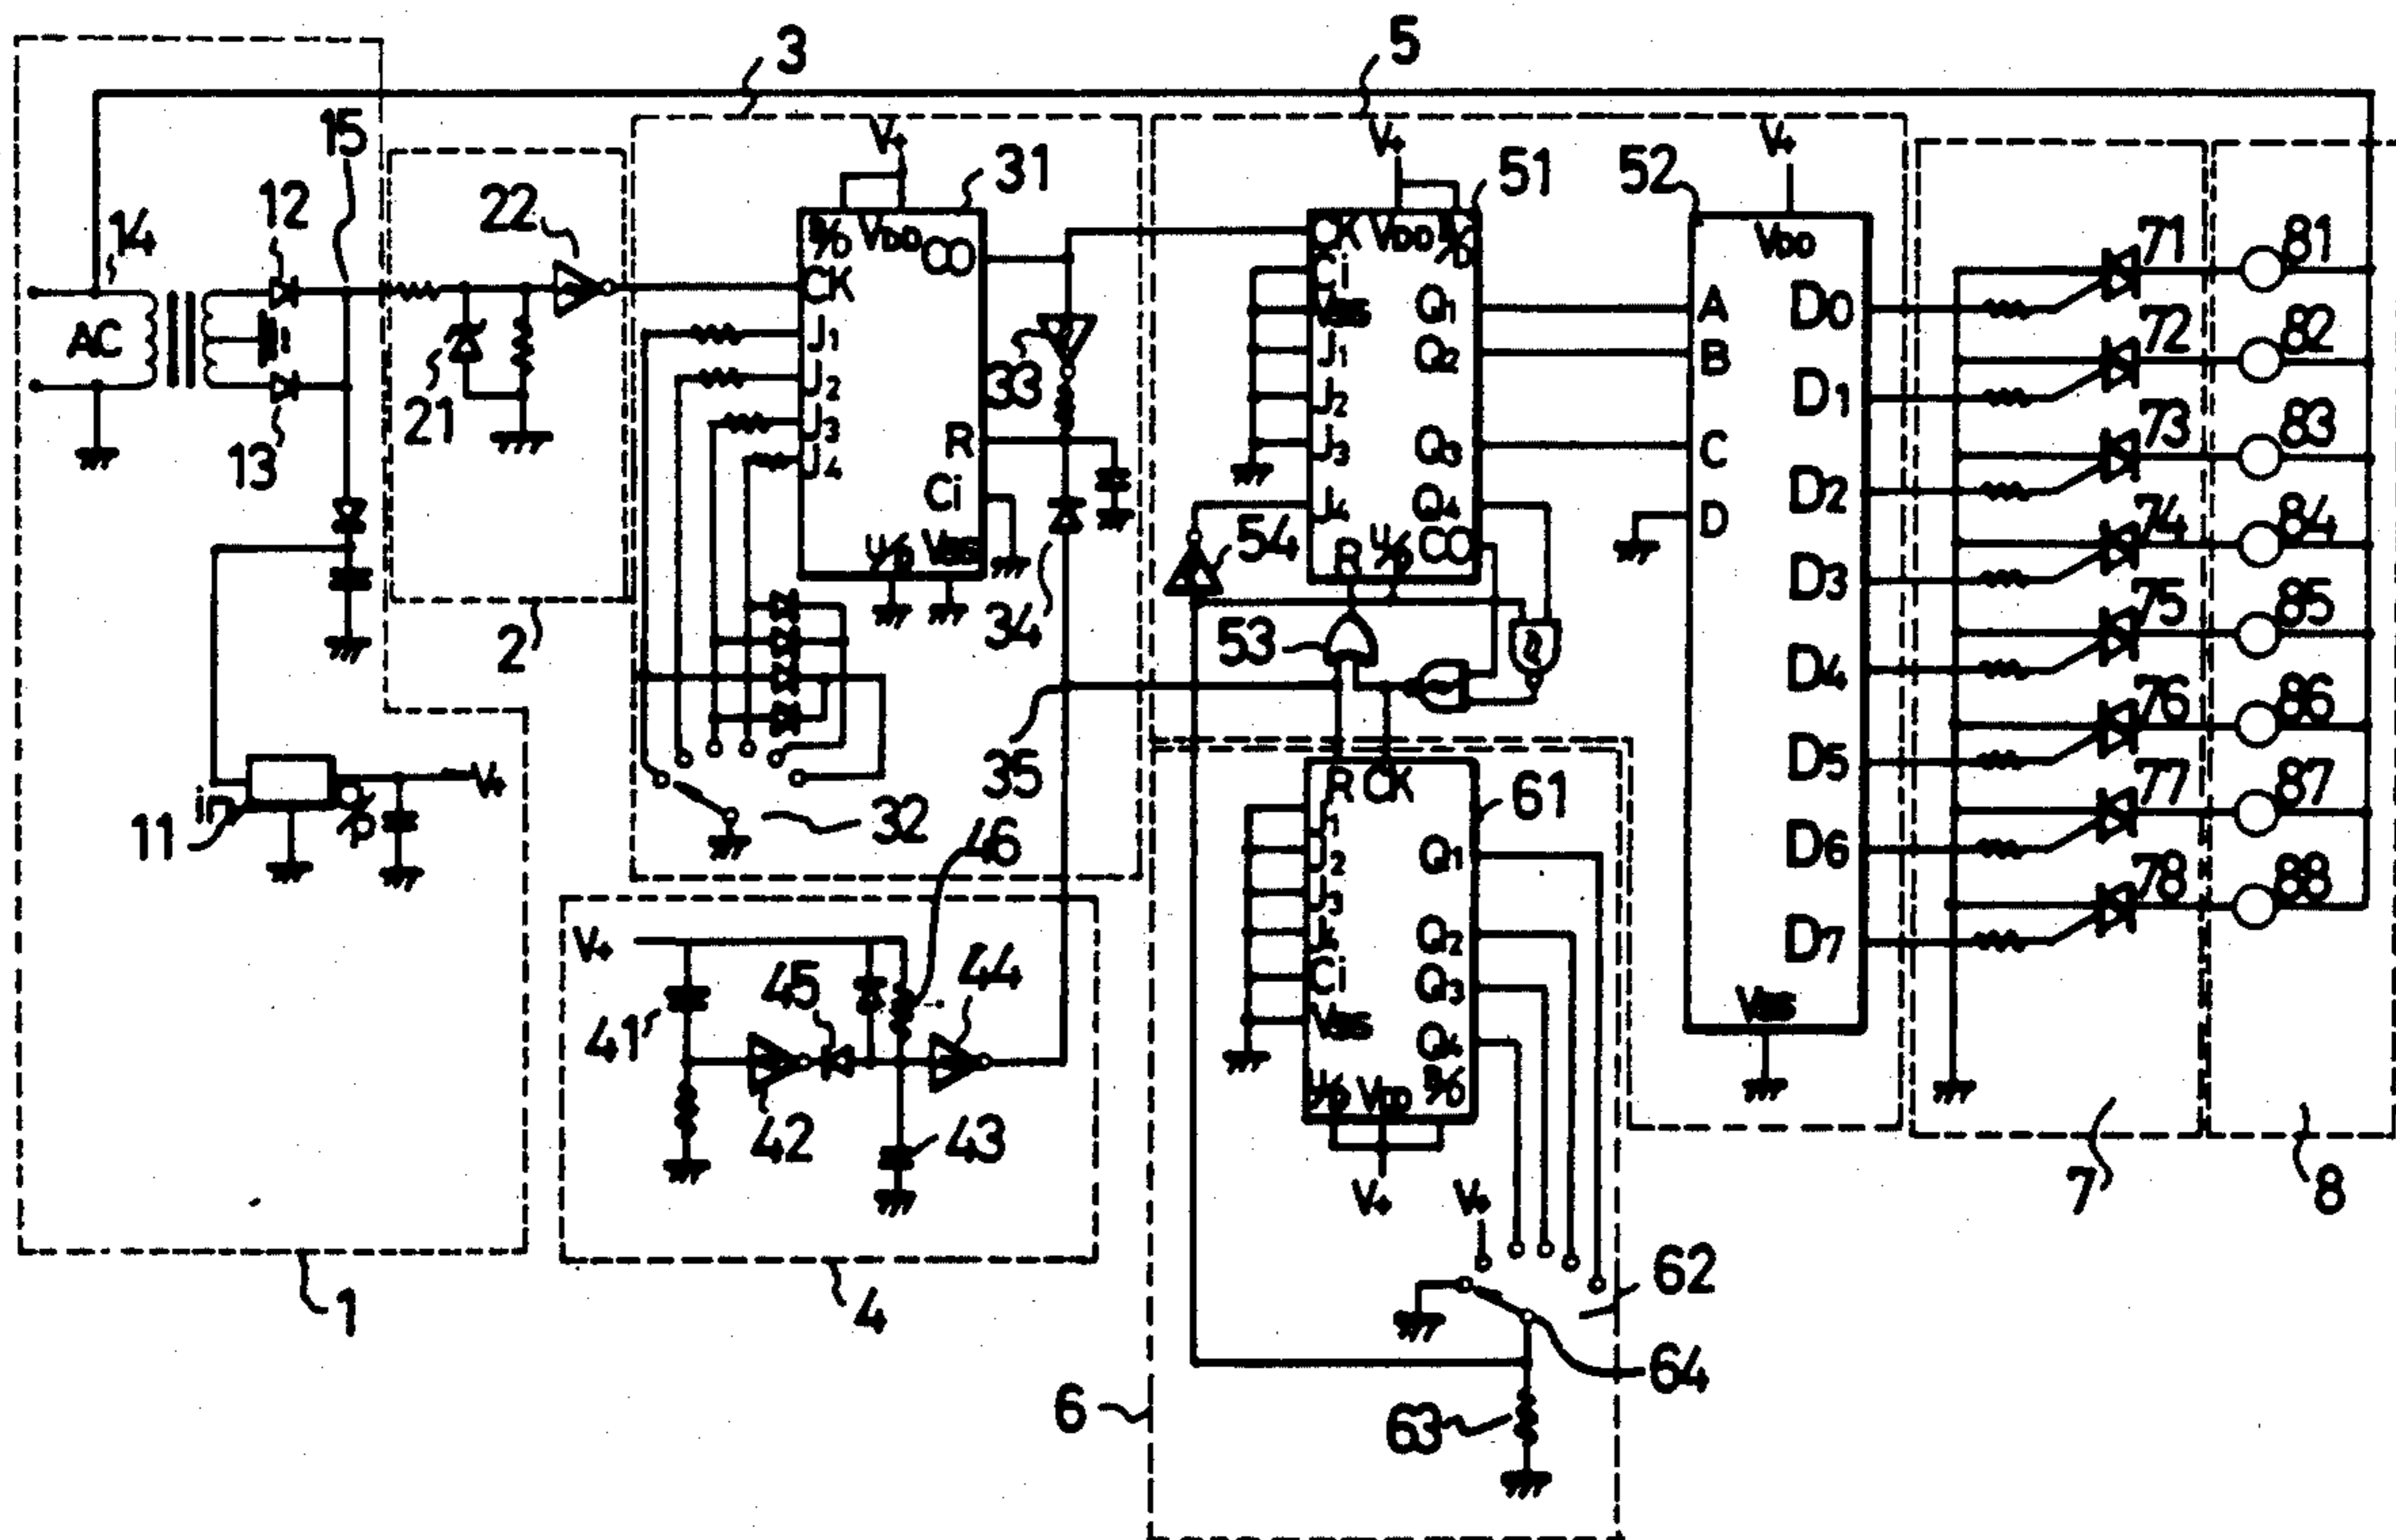 3
5
15
V+
31
V+
51
52
V+
14
12
22
B/D
VDD
CO
CK
VDD
B/D
VDD
71
81
AC
CK
Ci
VSS
Q1
A
D0
J1
J1
Q2
B
72
82
21
J2
33
J2
D1
13
J3
R
J3
Q3
C
73
83
J4
Ci
J4
Q4
D
D2
U/D
VSS
34
54
R
U/D
CO
74
84
D3
2
53
75
85
D4
35
76
86
in
V+
R
CK
61
D5
11
O/P
32
J1
77
87
46
J2
Q1
D6
J3
78
88
V+
45
44
J4
Q2
D7
41
Ci
Q3
VSS
VSS
Q4
42
43
U/D
VDD
B/D
V+
V+
7
8
62
1
4
64
6
63